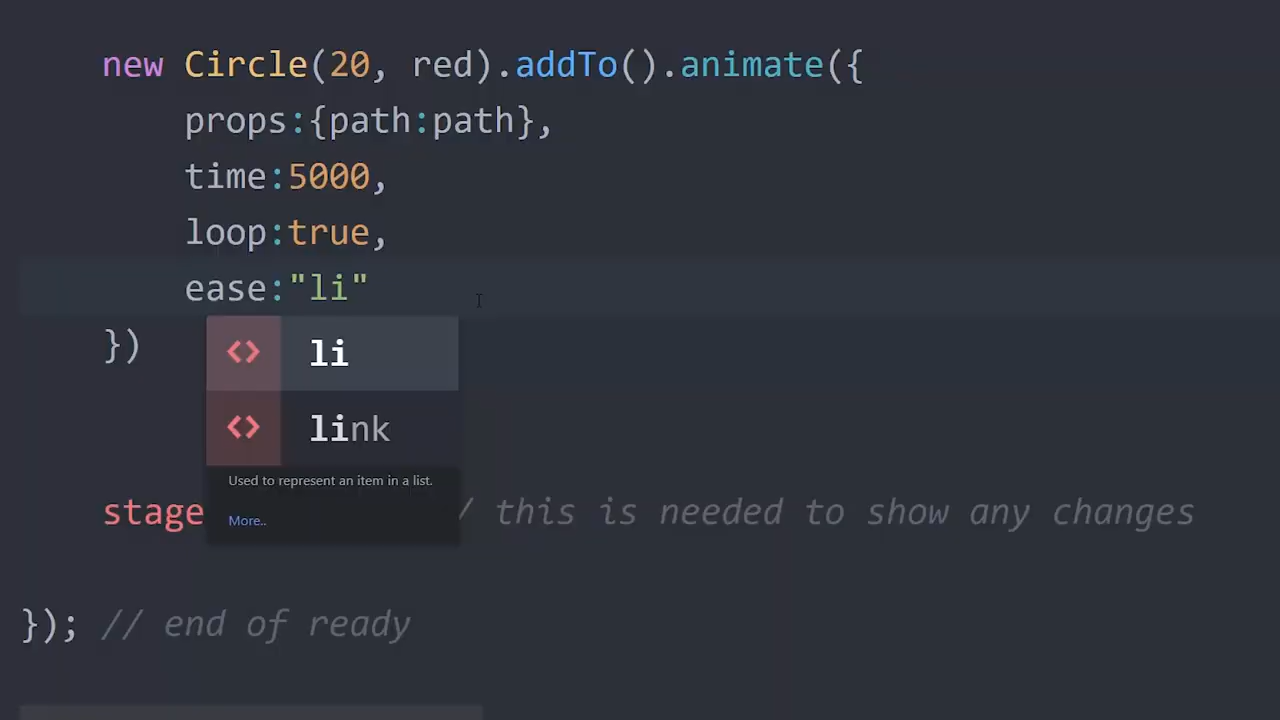 new Circle(20, red).addTo().animate({
props:{path:path},
time:5000,
loop:true,
ease:"li"
})
li
link
Used to represent an item in a list.
More..
stage / this is needed to show any changes
}); // end of ready